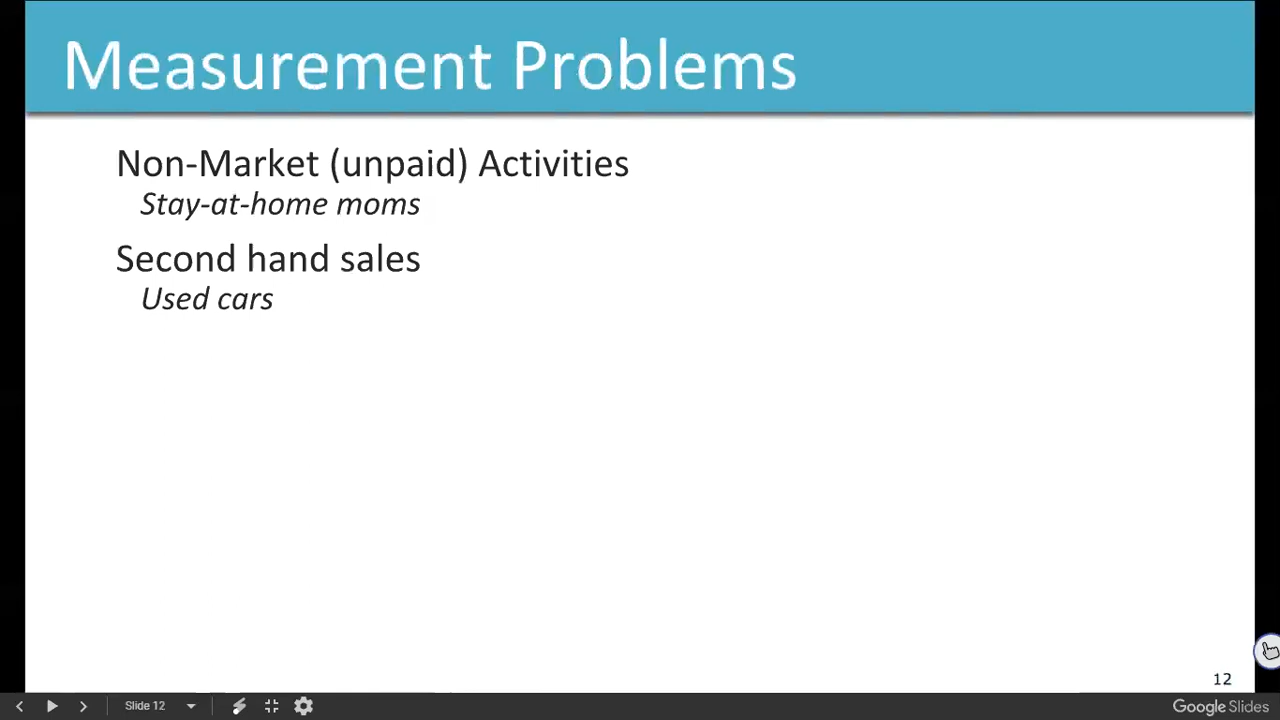 Measurement Problems
Non-Market (unpaid) Activities
Stay-at-home moms
Second hand sales
Used cars
12
Slide 12
Google Slides